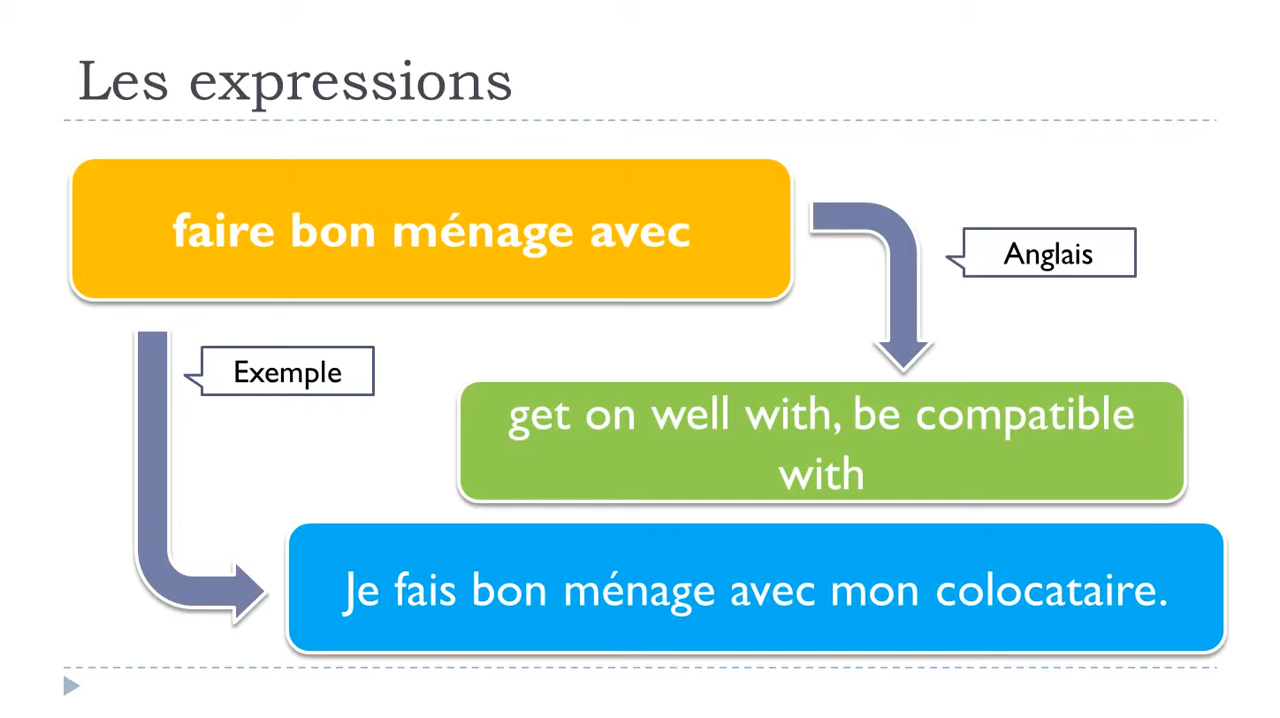 Les expressions
faire bon ménage avec
Anglais
Exemple
get on well with, be compatible
with
Je fais bon ménage avec mon colocataire.